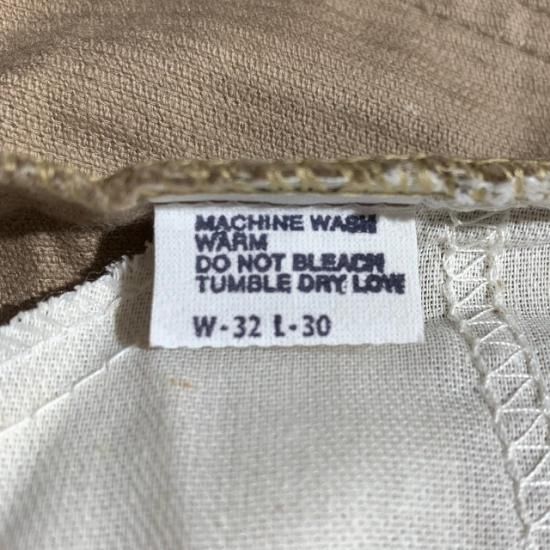 MACHINE WASH
WARM
DO NOT BLEACH
TUMBLE DRY LOW
W-32 L-30